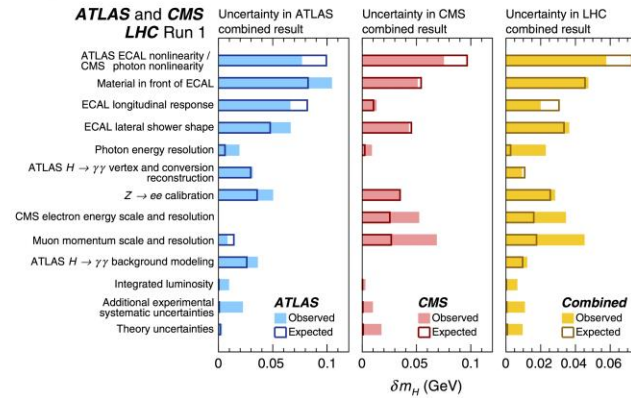 ATLAS and CMS
LHC Run 1
Uncertainty in ATLAS
combined result
Uncertainty in CMS
combined result
Uncertainty in LHC
combined result
ATLAS ECAL nonlinearity /
CMS photon nonlinearity
Material in front of ECAL
ECAL longitudinal response
ECAL lateral shower shape
Photon energy resolution
ATLAS H → γγ vertex and conversion
reconstruction
Z → ee calibration
CMS electron energy scale and resolution
Muon momentum scale and resolution
ATLAS H → γγ background modeling
Integrated luminosity
Additional experimental
systematic uncertainties
Theory uncertainties
ATLAS
Observed
Expected
CMS
Observed
Expected
Combined
Observed
Expected
0 0.05 0.1
0 0.05 0.1
0 0.02 0.04 0.06
δm_H (GeV)